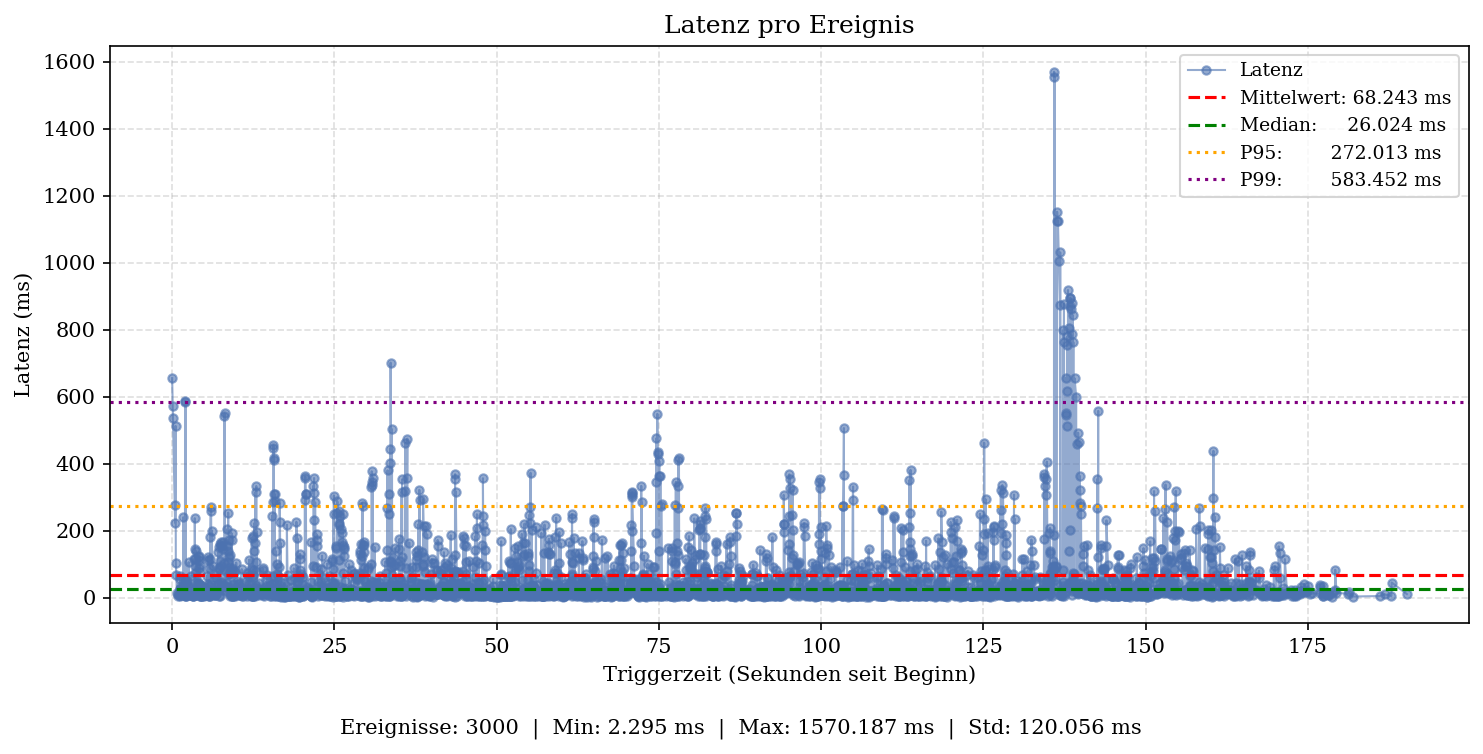 Latenz pro Ereignis
Latenz (ms)
1600
1400
1200
1000
800
600
400
200
0
Latenz
Mittelwert: 68.243 ms
Median: 26.024 ms
P95: 272.013 ms
P99: 583.452 ms
0 25 50 75 100 125 150 175
Triggerzeit (Sekunden seit Beginn)
Ereignisse: 3000 | Min: 2.295 ms | Max: 1570.187 ms | Std: 120.056 ms